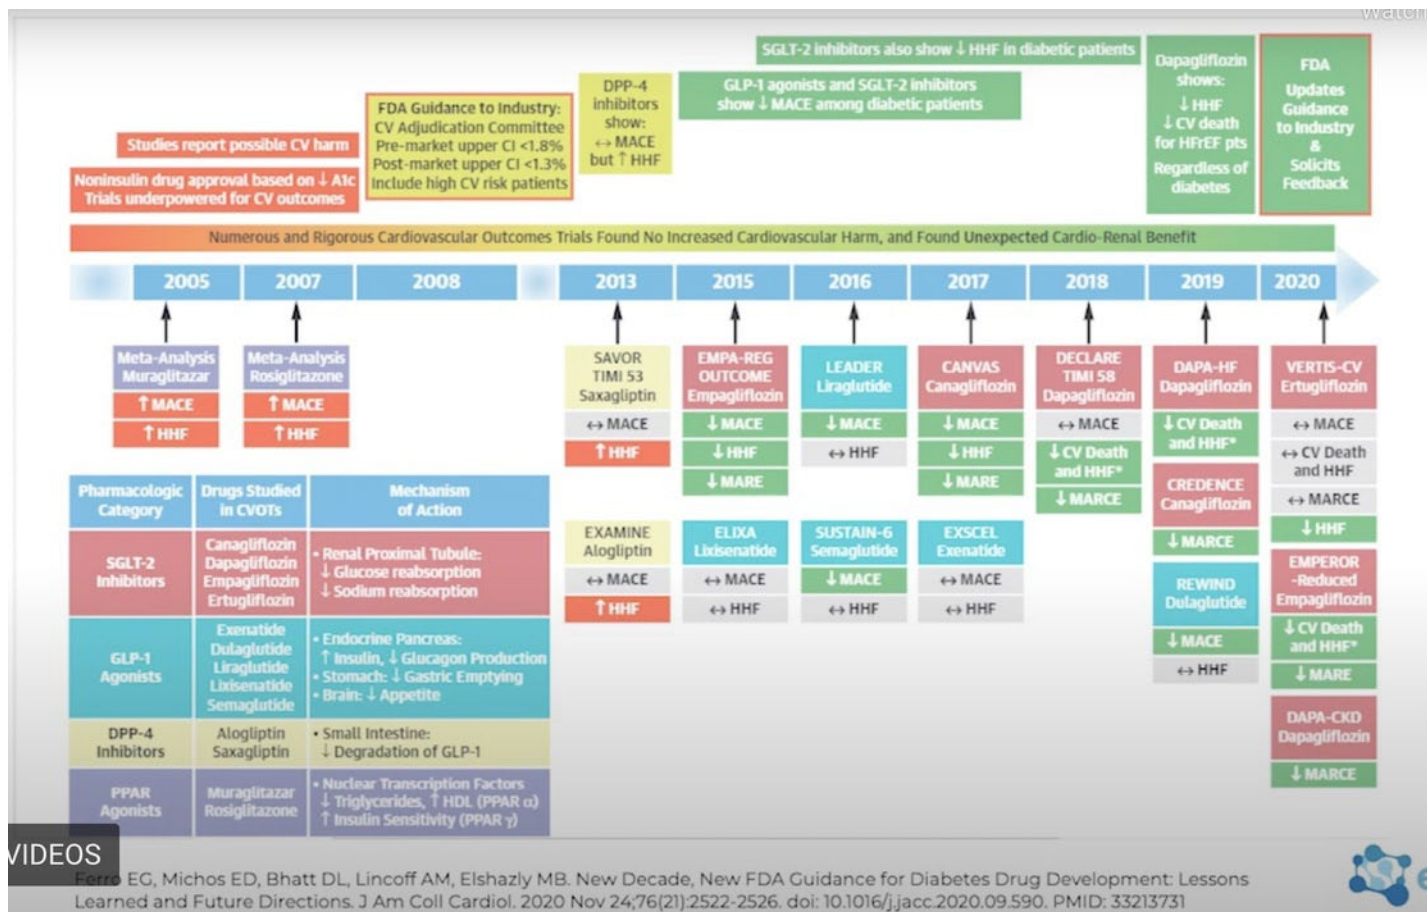 Watch
SGLT-2 inhibitors also show ↓ HHF in diabetic patients
GLP-1 agonists and SGLT-2 inhibitors
show ↓ MACE among diabetic patients
DPP-4
inhibitors
show:
↔ MACE
but ↑ HHF
Dapagliflozin
shows:
↓ HHF
↓ CV death
for HFrEF pts
Regardless of
diabetes
FDA
Updates
Guidance
to Industry
&
Solicits
Feedback
FDA Guidance to Industry:
CV Adjudication Committee
Pre-market upper CI <1.8%
Post-market upper CI <1.3%
Include high CV risk patients
Studies report possible CV harm
Noninsulin drug approval based on ↓ A1c
Trials underpowered for CV outcomes
Numerous and Rigorous Cardiovascular Outcomes Trials Found No Increased Cardiovascular Harm, and Found Unexpected Cardio-Renal Benefit
2005 2007 2008 2013 2015 2016 2017 2018 2019 2020
Meta-Analysis
Muraglitazar
↑ MACE
↑ HHF
Meta-Analysis
Rosiglitazone
↑ MACE
↑ HHF
SAVOR
TIMI 53
Saxagliptin
↔ MACE
↑ HHF
EXAMINE
Alogliptin
↔ MACE
↑ HHF
EMPA-REG
OUTCOME
Empagliflozin
↓ MACE
↓ HHF
↓ MARE
ELIXA
Lixisenatide
↔ MACE
↔ HHF
LEADER
Liraglutide
↓ MACE
↔ HHF
SUSTAIN-6
Semaglutide
↓ MACE
↔ HHF
CANVAS
Canagliflozin
↓ MACE
↓ HHF
↓ MARE
EXSCEL
Exenatide
↔ MACE
↔ HHF
DECLARE
TIMI 58
Dapagliflozin
↔ MACE
↓ CV Death
and HHF*
↓ MARCE
DAPA-HF
Dapagliflozin
↓ CV Death
and HHF*
CREDENCE
Canagliflozin
↓ MARCE
REWIND
Dulaglutide
↓ MACE
↔ HHF
VERTIS-CV
Ertugliflozin
↔ MACE
↔ CV Death
and HHF
↔ MARCE
↓ HHF
EMPEROR
-Reduced
Empagliflozin
↓ CV Death
and HHF*
↓ MARE
DAPA-CKD
Dapagliflozin
↓ MARCE
Pharmacologic
Category
Drugs Studied
in CVOTs
Mechanism
of Action
SGLT-2
Inhibitors
Canagliflozin
Dapagliflozin
Empagliflozin
Ertugliflozin
• Renal Proximal Tubule:
↓ Glucose reabsorption
↓ Sodium reabsorption
GLP-1
Agonists
Exenatide
Dulaglutide
Liraglutide
Lixisenatide
Semaglutide
• Endocrine Pancreas:
↑ Insulin, ↓ Glucagon Production
• Stomach: ↓ Gastric Emptying
• Brain: ↓ Appetite
DPP-4
Inhibitors
Alogliptin
Saxagliptin
• Small Intestine:
↓ Degradation of GLP-1
PPAR
Agonists
Muraglitazar
Rosiglitazone
• Nuclear Transcription Factors
↓ Triglycerides, ↑ HDL (PPAR α)
↑ Insulin Sensitivity (PPAR γ)
VIDEOS
Ferro EG, Michos ED, Bhatt DL, Lincoff AM, Elshazly MB. New Decade, New FDA Guidance for Diabetes Drug Development: Lessons
Learned and Future Directions. J Am Coll Cardiol. 2020 Nov 24;76(21):2522-2526. doi: 10.1016/j.jacc.2020.09.590. PMID: 33213731